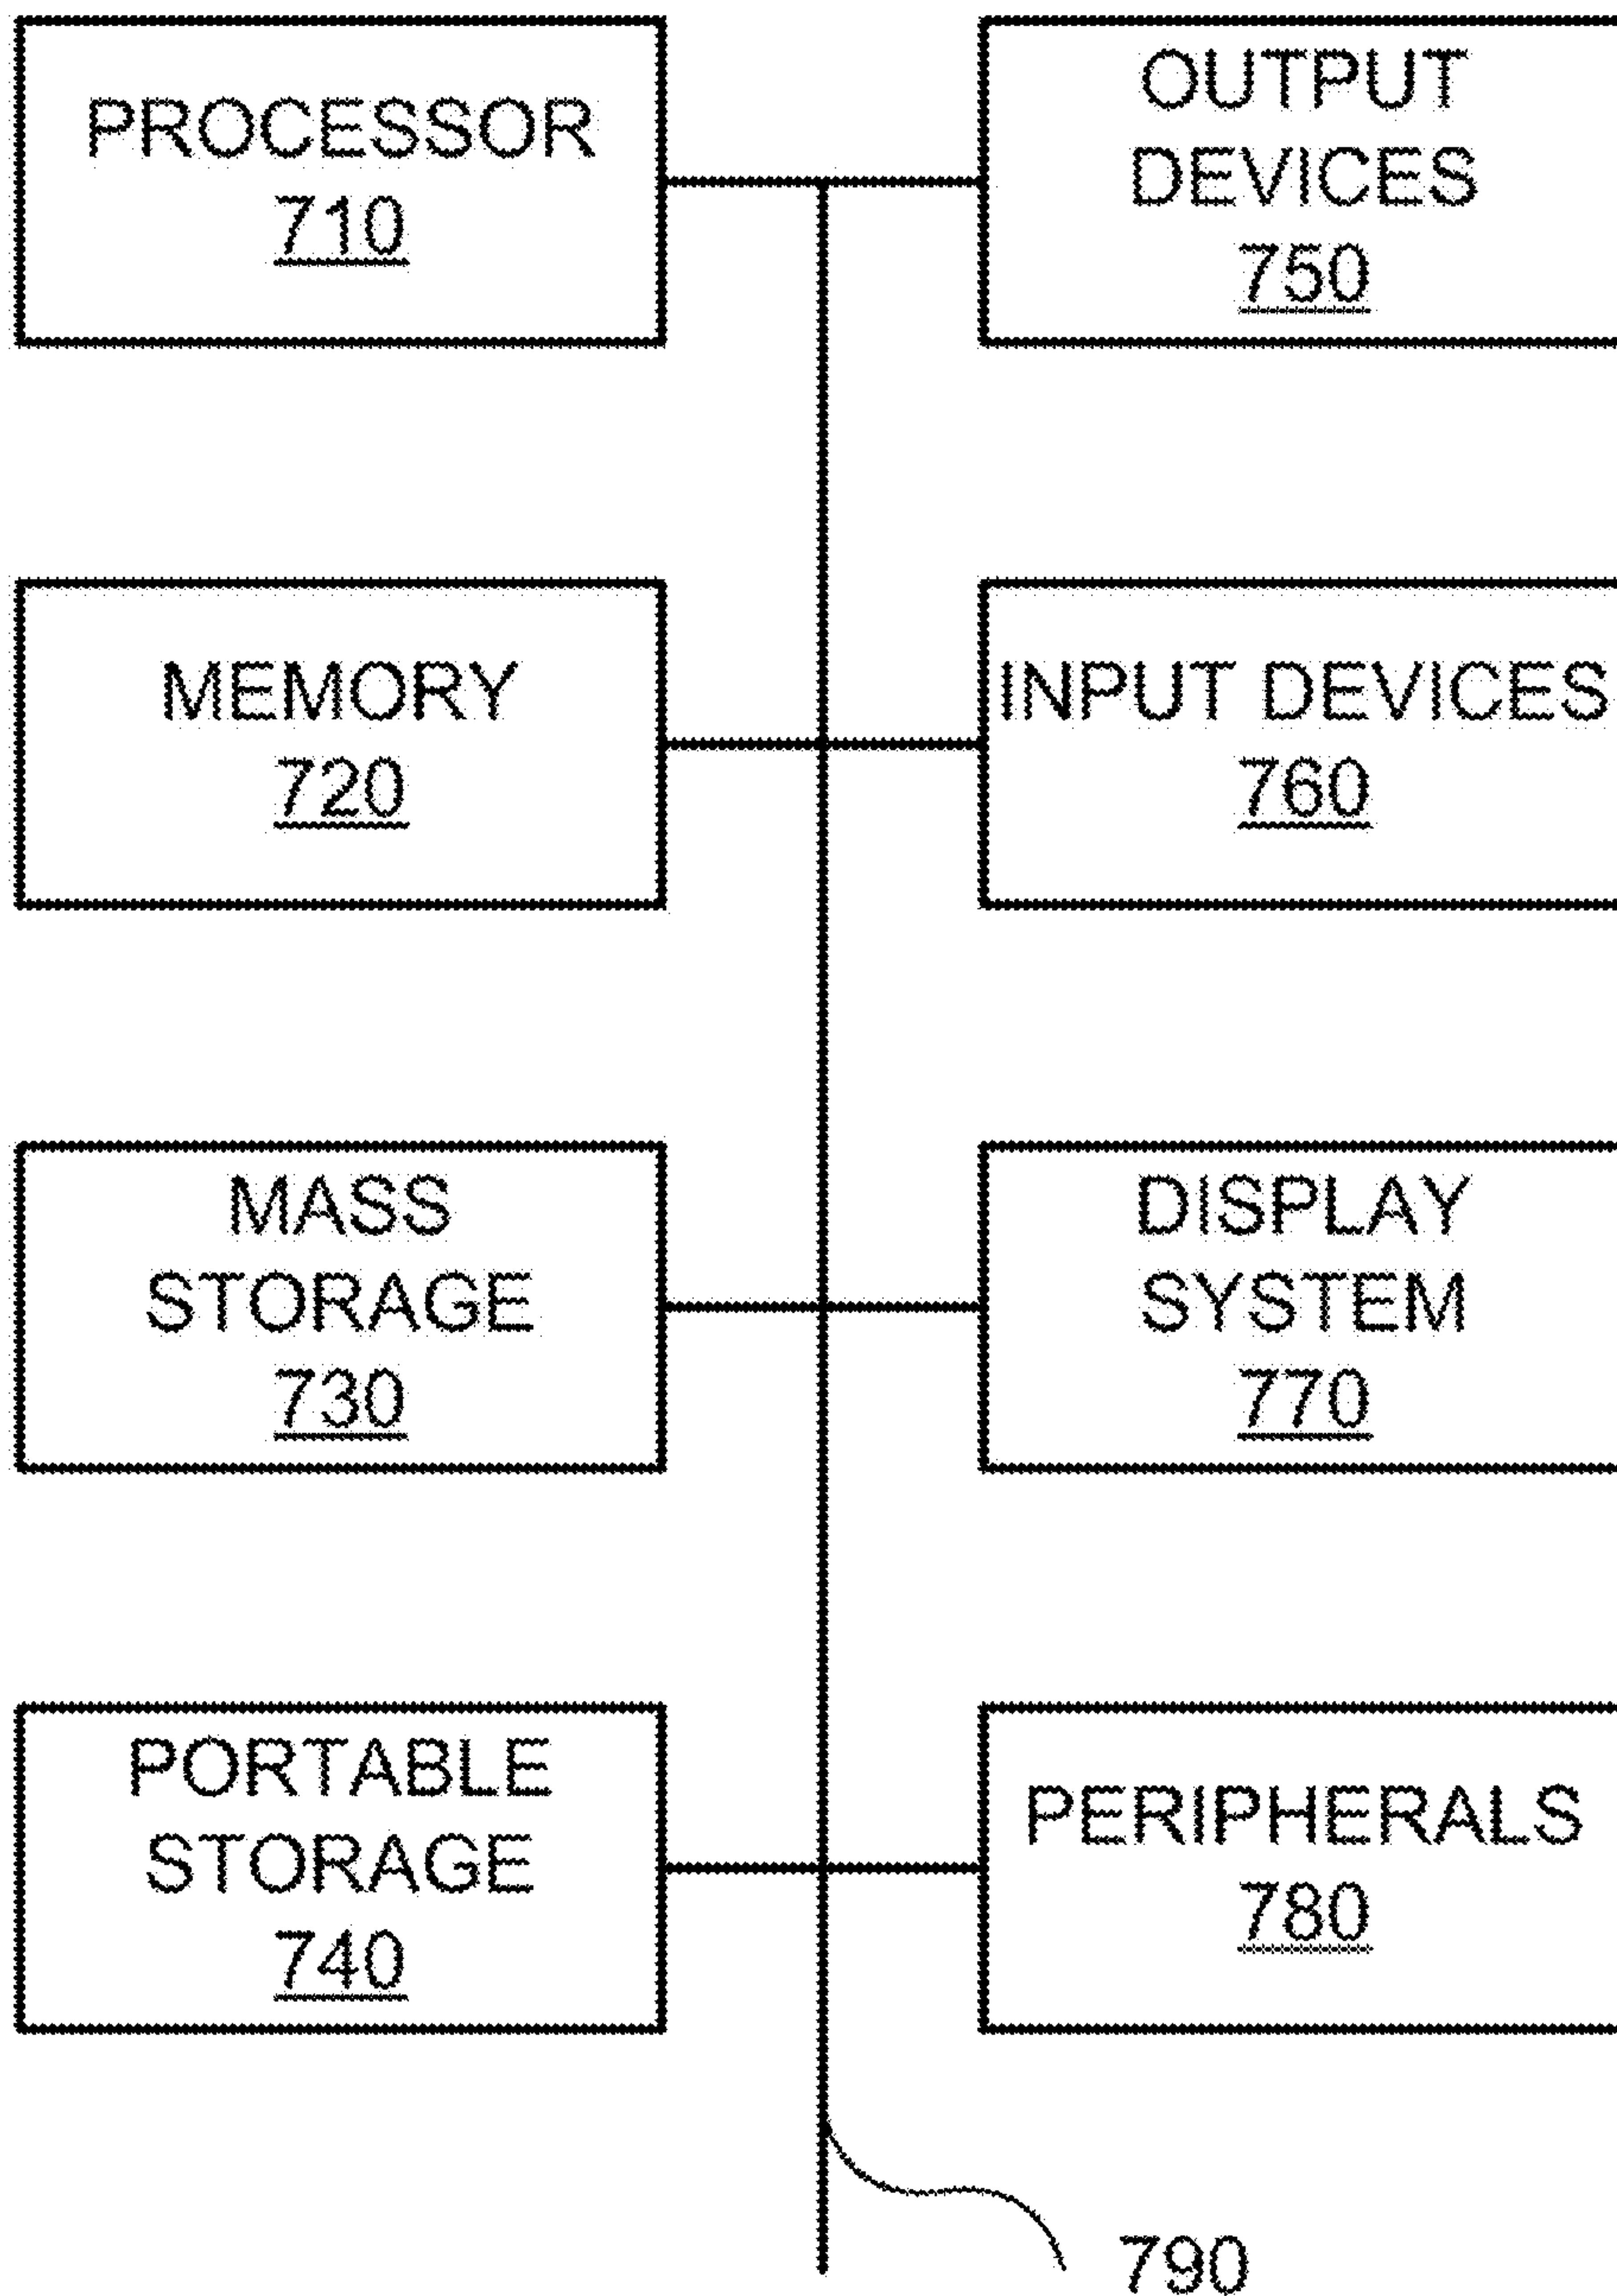 PROCESSOR
710
OUTPUT
DEVICES
750
MEMORY
720
INPUT DEVICES
760
MASS
STORAGE
730
DISPLAY
SYSTEM
770
PORTABLE
STORAGE
740
PERIPHERALS
780
790